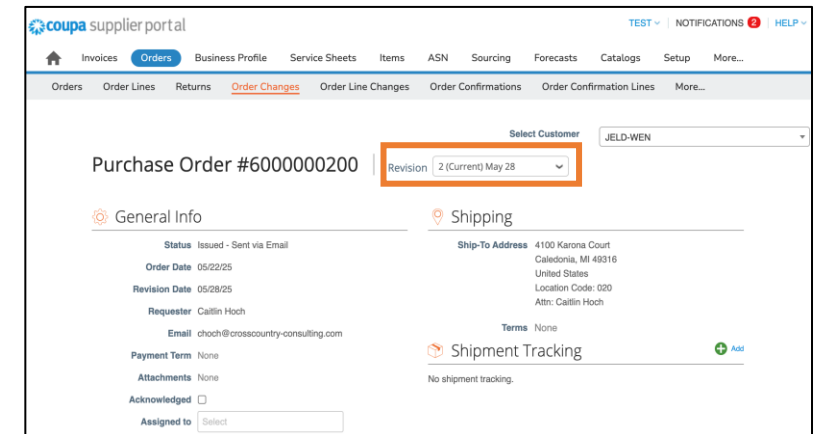 coupa supplier portal
TEST NOTIFICATIONS 2 HELP
Invoices Orders Business Profile Service Sheets Items ASN Sourcing Forecasts Catalogs Setup More...
Orders Order Lines Returns Order Changes Order Line Changes Order Confirmations Order Confirmation Lines More...
Select Customer JELD-WEN
Purchase Order #6000000200 Revision 2 (Current) May 28
General Info
Status Issued - Sent via Email
Order Date 05/22/25
Revision Date 05/28/25
Requester Caitlin Hoch
Email choch@crosscountry-consulting.com
Payment Term None
Attachments None
Acknowledged
Assigned to Select
Shipping
Ship-To Address 4100 Karona Court
Caledonia, MI 49316
United States
Location Code: 020
Attn: Caitlin Hoch
Terms None
Shipment Tracking Add
No shipment tracking.